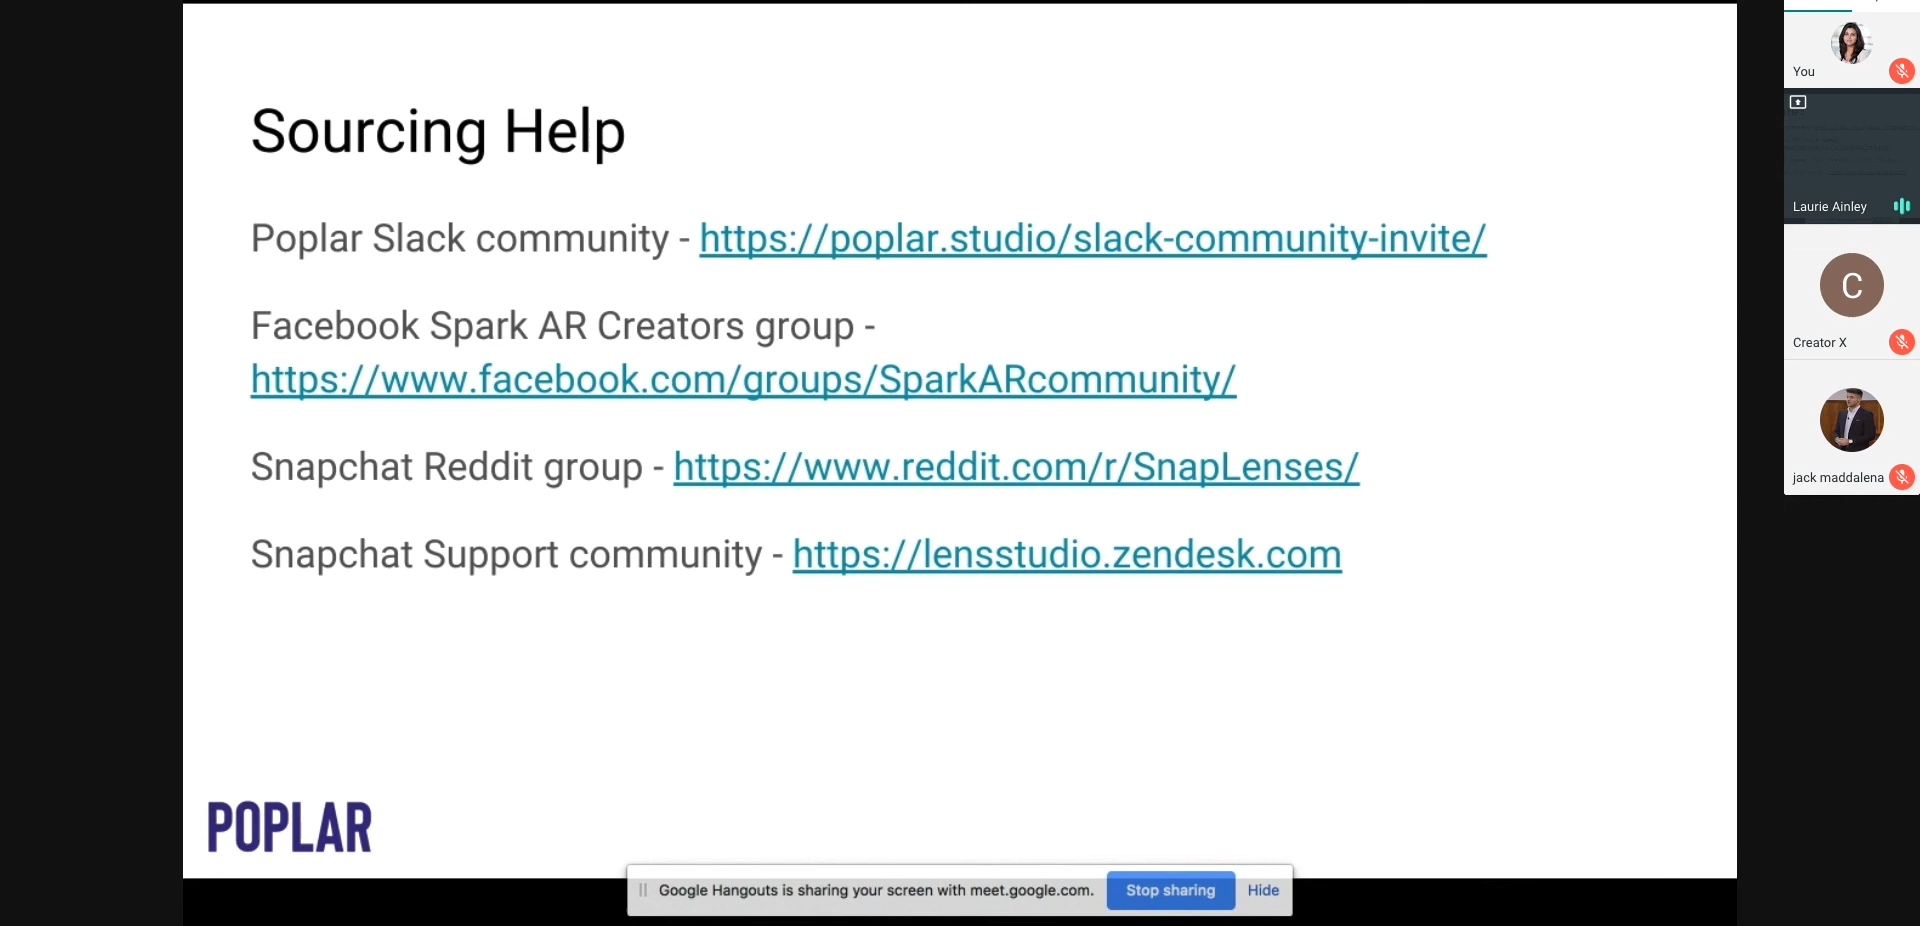 Sourcing Help
Poplar Slack community - https://poplar.studio/slack-community-invite/
Facebook Spark AR Creators group -
https://www.facebook.com/groups/SparkARcommunity/
Snapchat Reddit group - https://www.reddit.com/r/SnapLenses/
Snapchat Support community - https://lensstudio.zendesk.com
POPLAR
Google Hangouts is sharing your screen with meet.google.com.
Stop sharing
Hide
You
Laurie Ainley
C
Creator X
jack maddalena